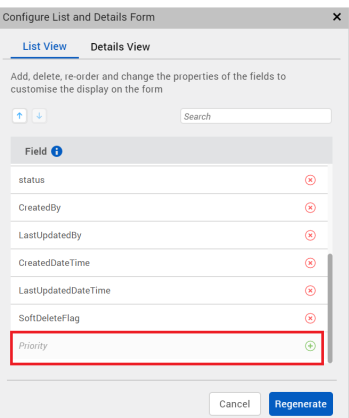 Configure List and Details Form
List View Details View
Add, delete, re-order and change the properties of the fields to
customise the display on the form
Search
Field
status
CreatedBy
LastUpdatedBy
CreatedDateTime
LastUpdatedDateTime
SoftDeleteFlag
Priority
Cancel Regenerate